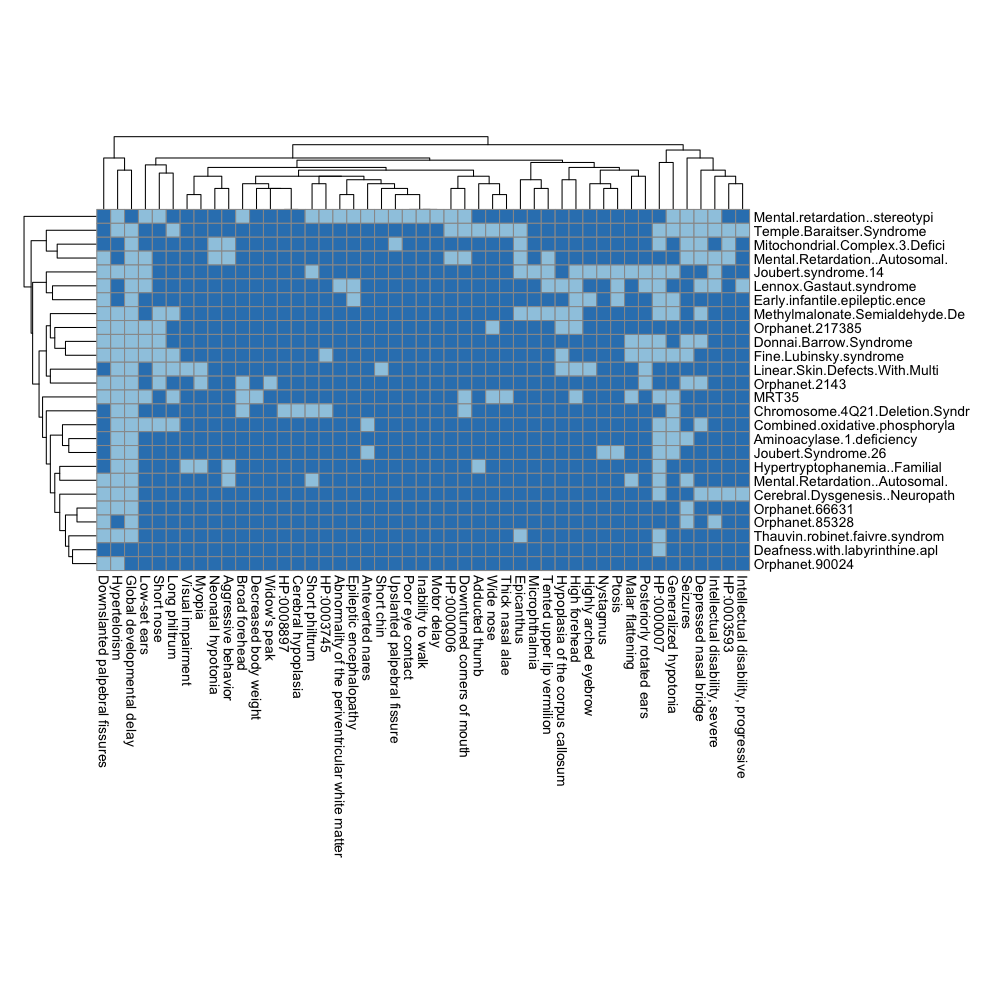 Mental.retardation..stereotypi
Temple.Baraitser.Syndrome
Mitochondrial.Complex.3.Defici
Mental.Retardation..Autosomal.
Joubert.syndrome.14
Lennox.Gastaut.syndrome
Early.infantile.epileptic.ence
Methylmalonate.Semialdehyde.De
Orphanet.217385
Donnai.Barrow.Syndrome
Fine.Lubinsky.syndrome
Linear.Skin.Defects.With.Multi
Orphanet.2143
MRT35
Chromosome.4Q21.Deletion.Syndr
Combined.oxidative.phosphoryla
Aminoacylase.1.deficiency
Joubert.Syndrome.26
Hypertryptophanemia..Familial
Mental.Retardation..Autosomal.
Cerebral.Dysgenesis..Neuropath
Orphanet.66631
Orphanet.85328
Thauvin.robinet.faivre.syndrom
Deafness.with.labyrinthine.apl
Orphanet.90024
Downslanted palpebral fissures
Hypertelorism
Global developmental delay
Low-set ears
Short nose
Long philtrum
Visual impairment
Myopia
Neonatal hypotonia
Aggressive behavior
Broad forehead
Decreased body weight
Widow's peak
HP:0008897
Cerebral hypoplasia
Short philtrum
HP:0003745
Abnormality of the periventricular white matter
Epileptic encephalopathy
Anteverted nares
Short chin
Upslanted palpebral fissure
Poor eye contact
Inability to walk
Motor delay
HP:0000006
Downturned corners of mouth
Adducted thumb
Wide nose
Thick nasal alae
Epicanthus
Microphthalmia
Tented upper lip vermilion
Hypoplasia of the corpus callosum
High forehead
Highly arched eyebrow
Nystagmus
Ptosis
Malar flattening
Posteriorly rotated ears
HP:0000007
Generalized hypotonia
Seizures
Depressed nasal bridge
Intellectual disability, severe
HP:0003593
Intellectual disability, progressive